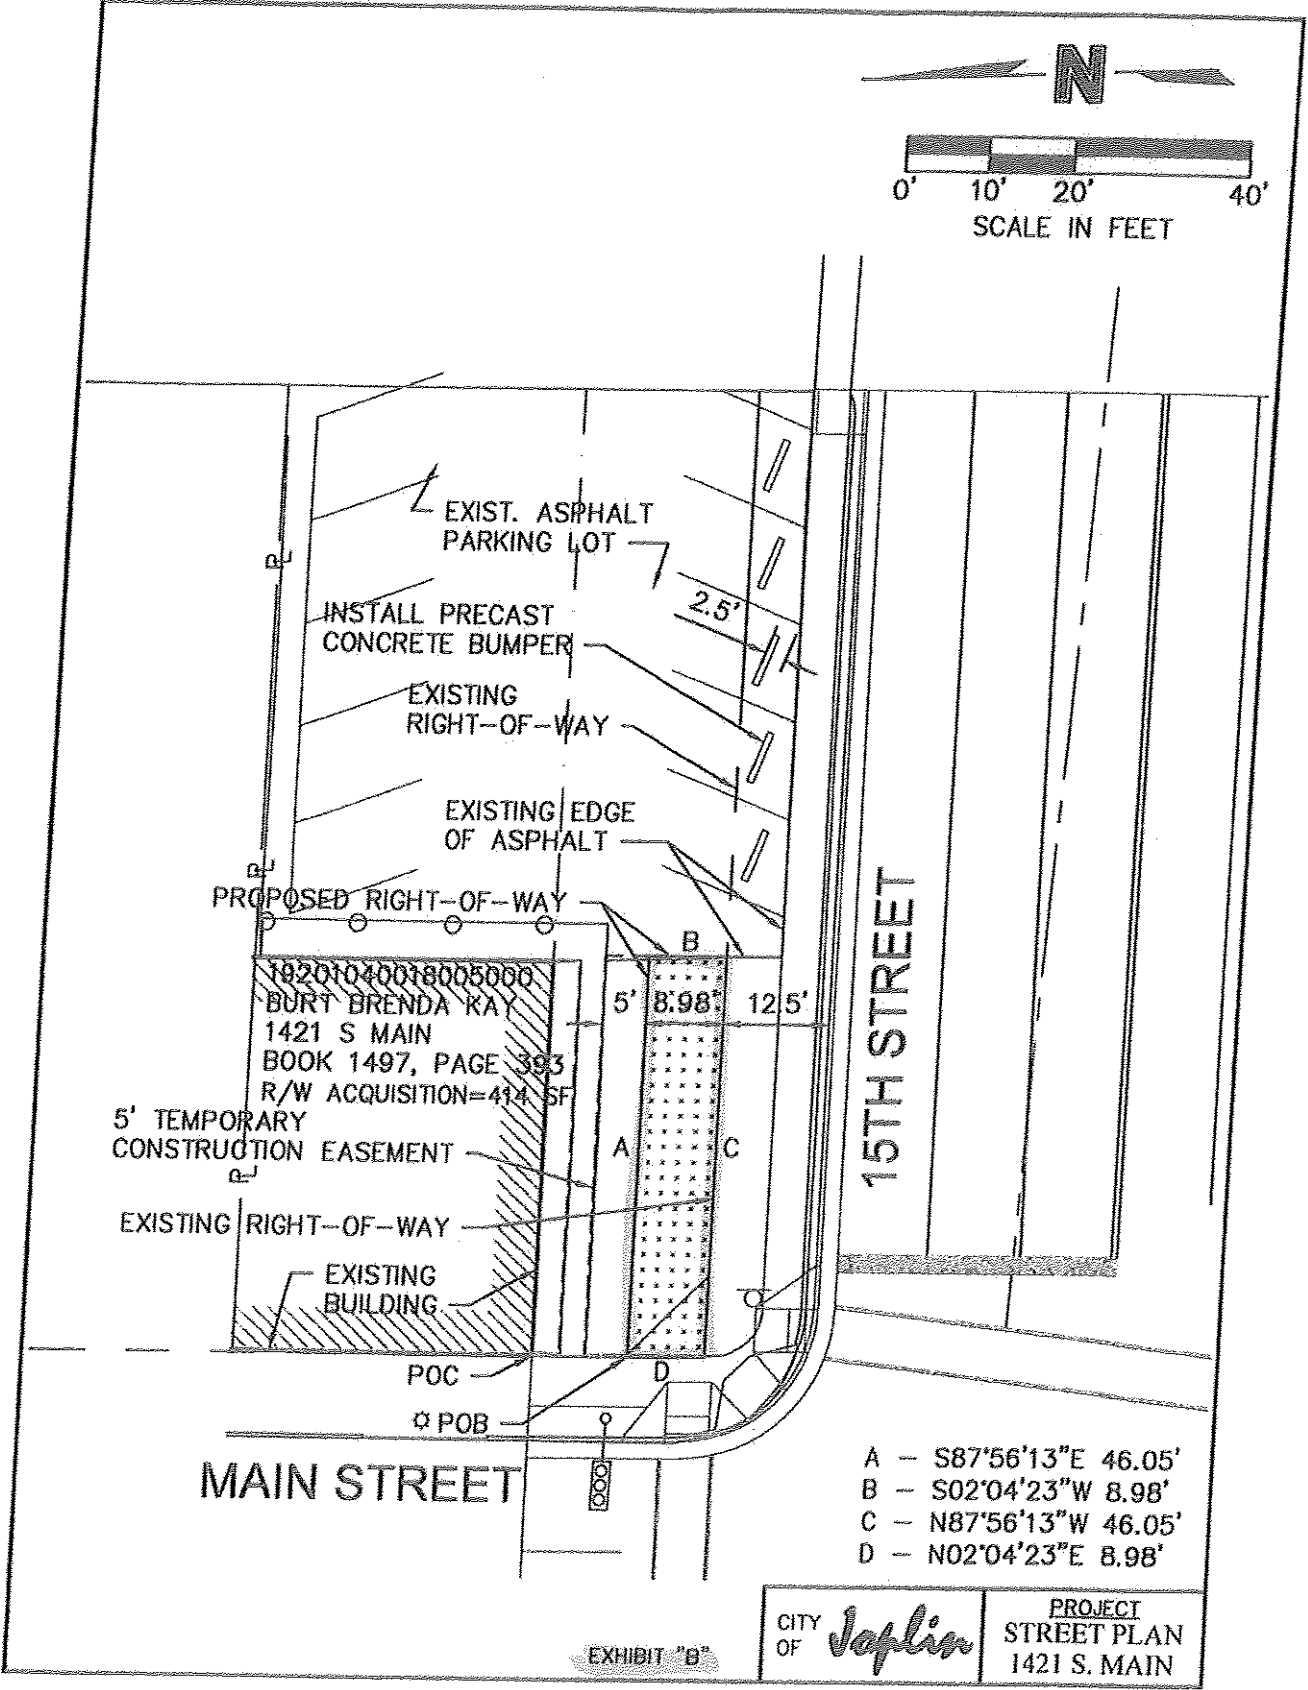 N
0' 10' 20' 40'
SCALE IN FEET
EXIST. ASPHALT
PARKING LOT
2.5'
INSTALL PRECAST
CONCRETE BUMPER
EXISTING
RIGHT-OF-WAY
EXISTING EDGE
OF ASPHALT
PROPOSED RIGHT-OF-WAY
B
19201040018005000
BURT BRENDA KAY
1421 S MAIN
BOOK 1497, PAGE 393
R/W ACQUISITION=414 SF
5' 8.98' 12.5'
15TH STREET
5' TEMPORARY
CONSTRUCTION EASEMENT
A
C
EXISTING RIGHT-OF-WAY
EXISTING
BUILDING
POC
D
POB
MAIN STREET
A - S87°56'13"E 46.05'
B - S02°04'23"W 8.98'
C - N87°56'13"W 46.05'
D - N02°04'23"E 8.98'
EXHIBIT "B"
CITY
OF
Joplin
PROJECT
STREET PLAN
1421 S. MAIN